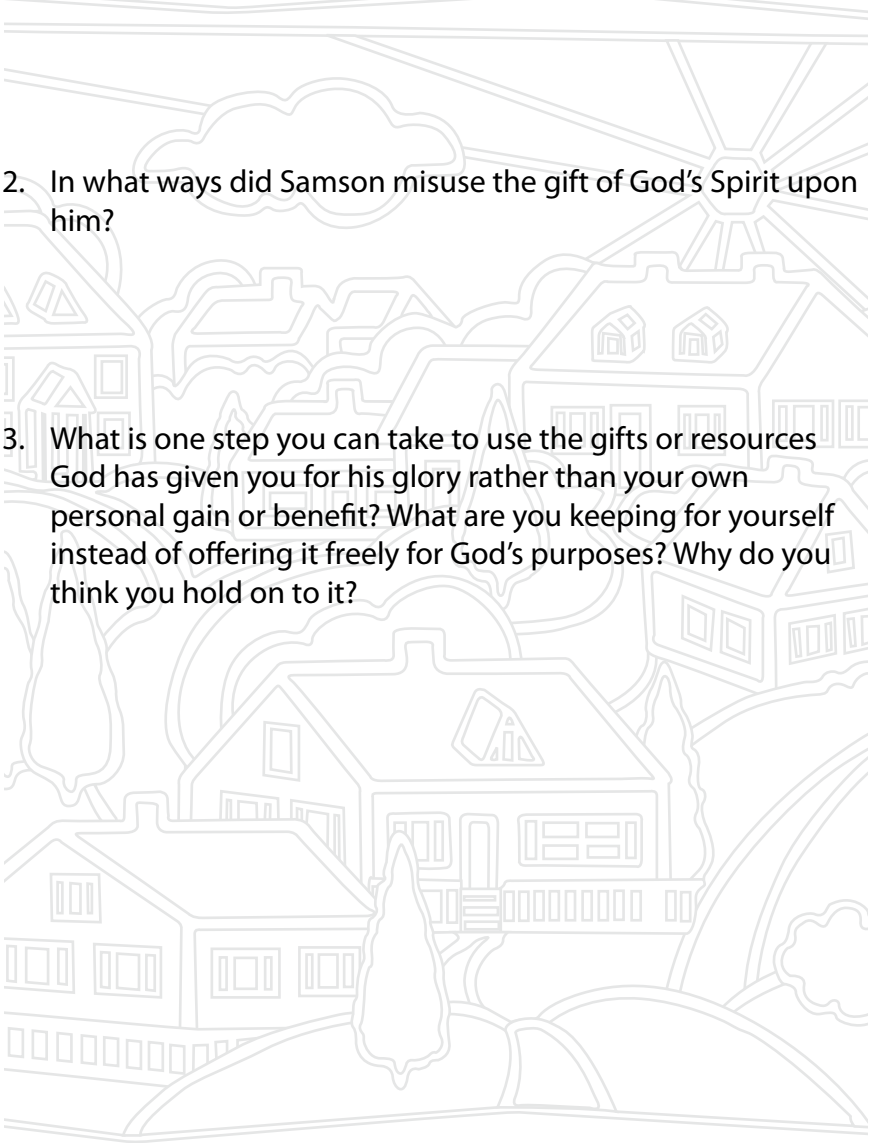 2. In what ways did Samson misuse the gift of God’s Spirit upon
him?
3. What is one step you can take to use the gifts or resources
God has given you for his glory rather than your own
personal gain or benefit? What are you keeping for yourself
instead of offering it freely for God’s purposes? Why do you
think you hold on to it?